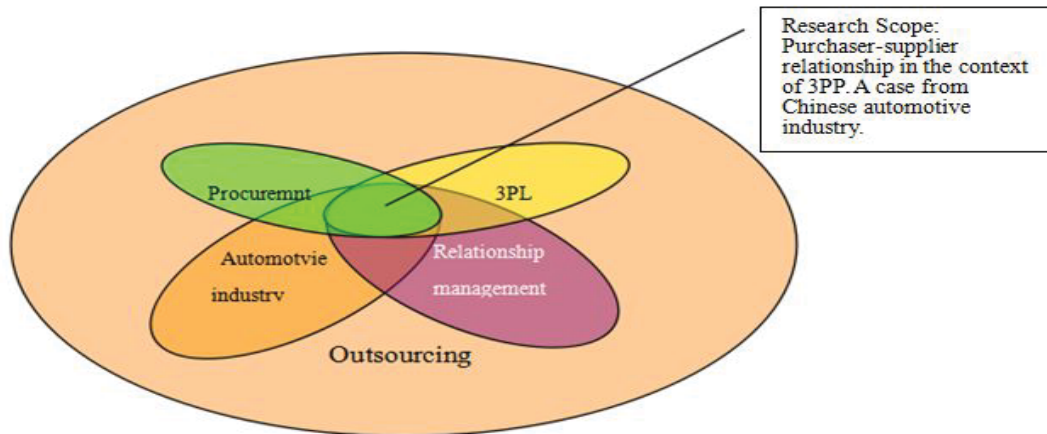 Research Scope:
Purchaser-supplier
relationship in the context
of 3PP. A case from
Chinese automotive
industry.
Procuremnt
3PL
Automotvie
industry
Relationship
management
Outsourcing